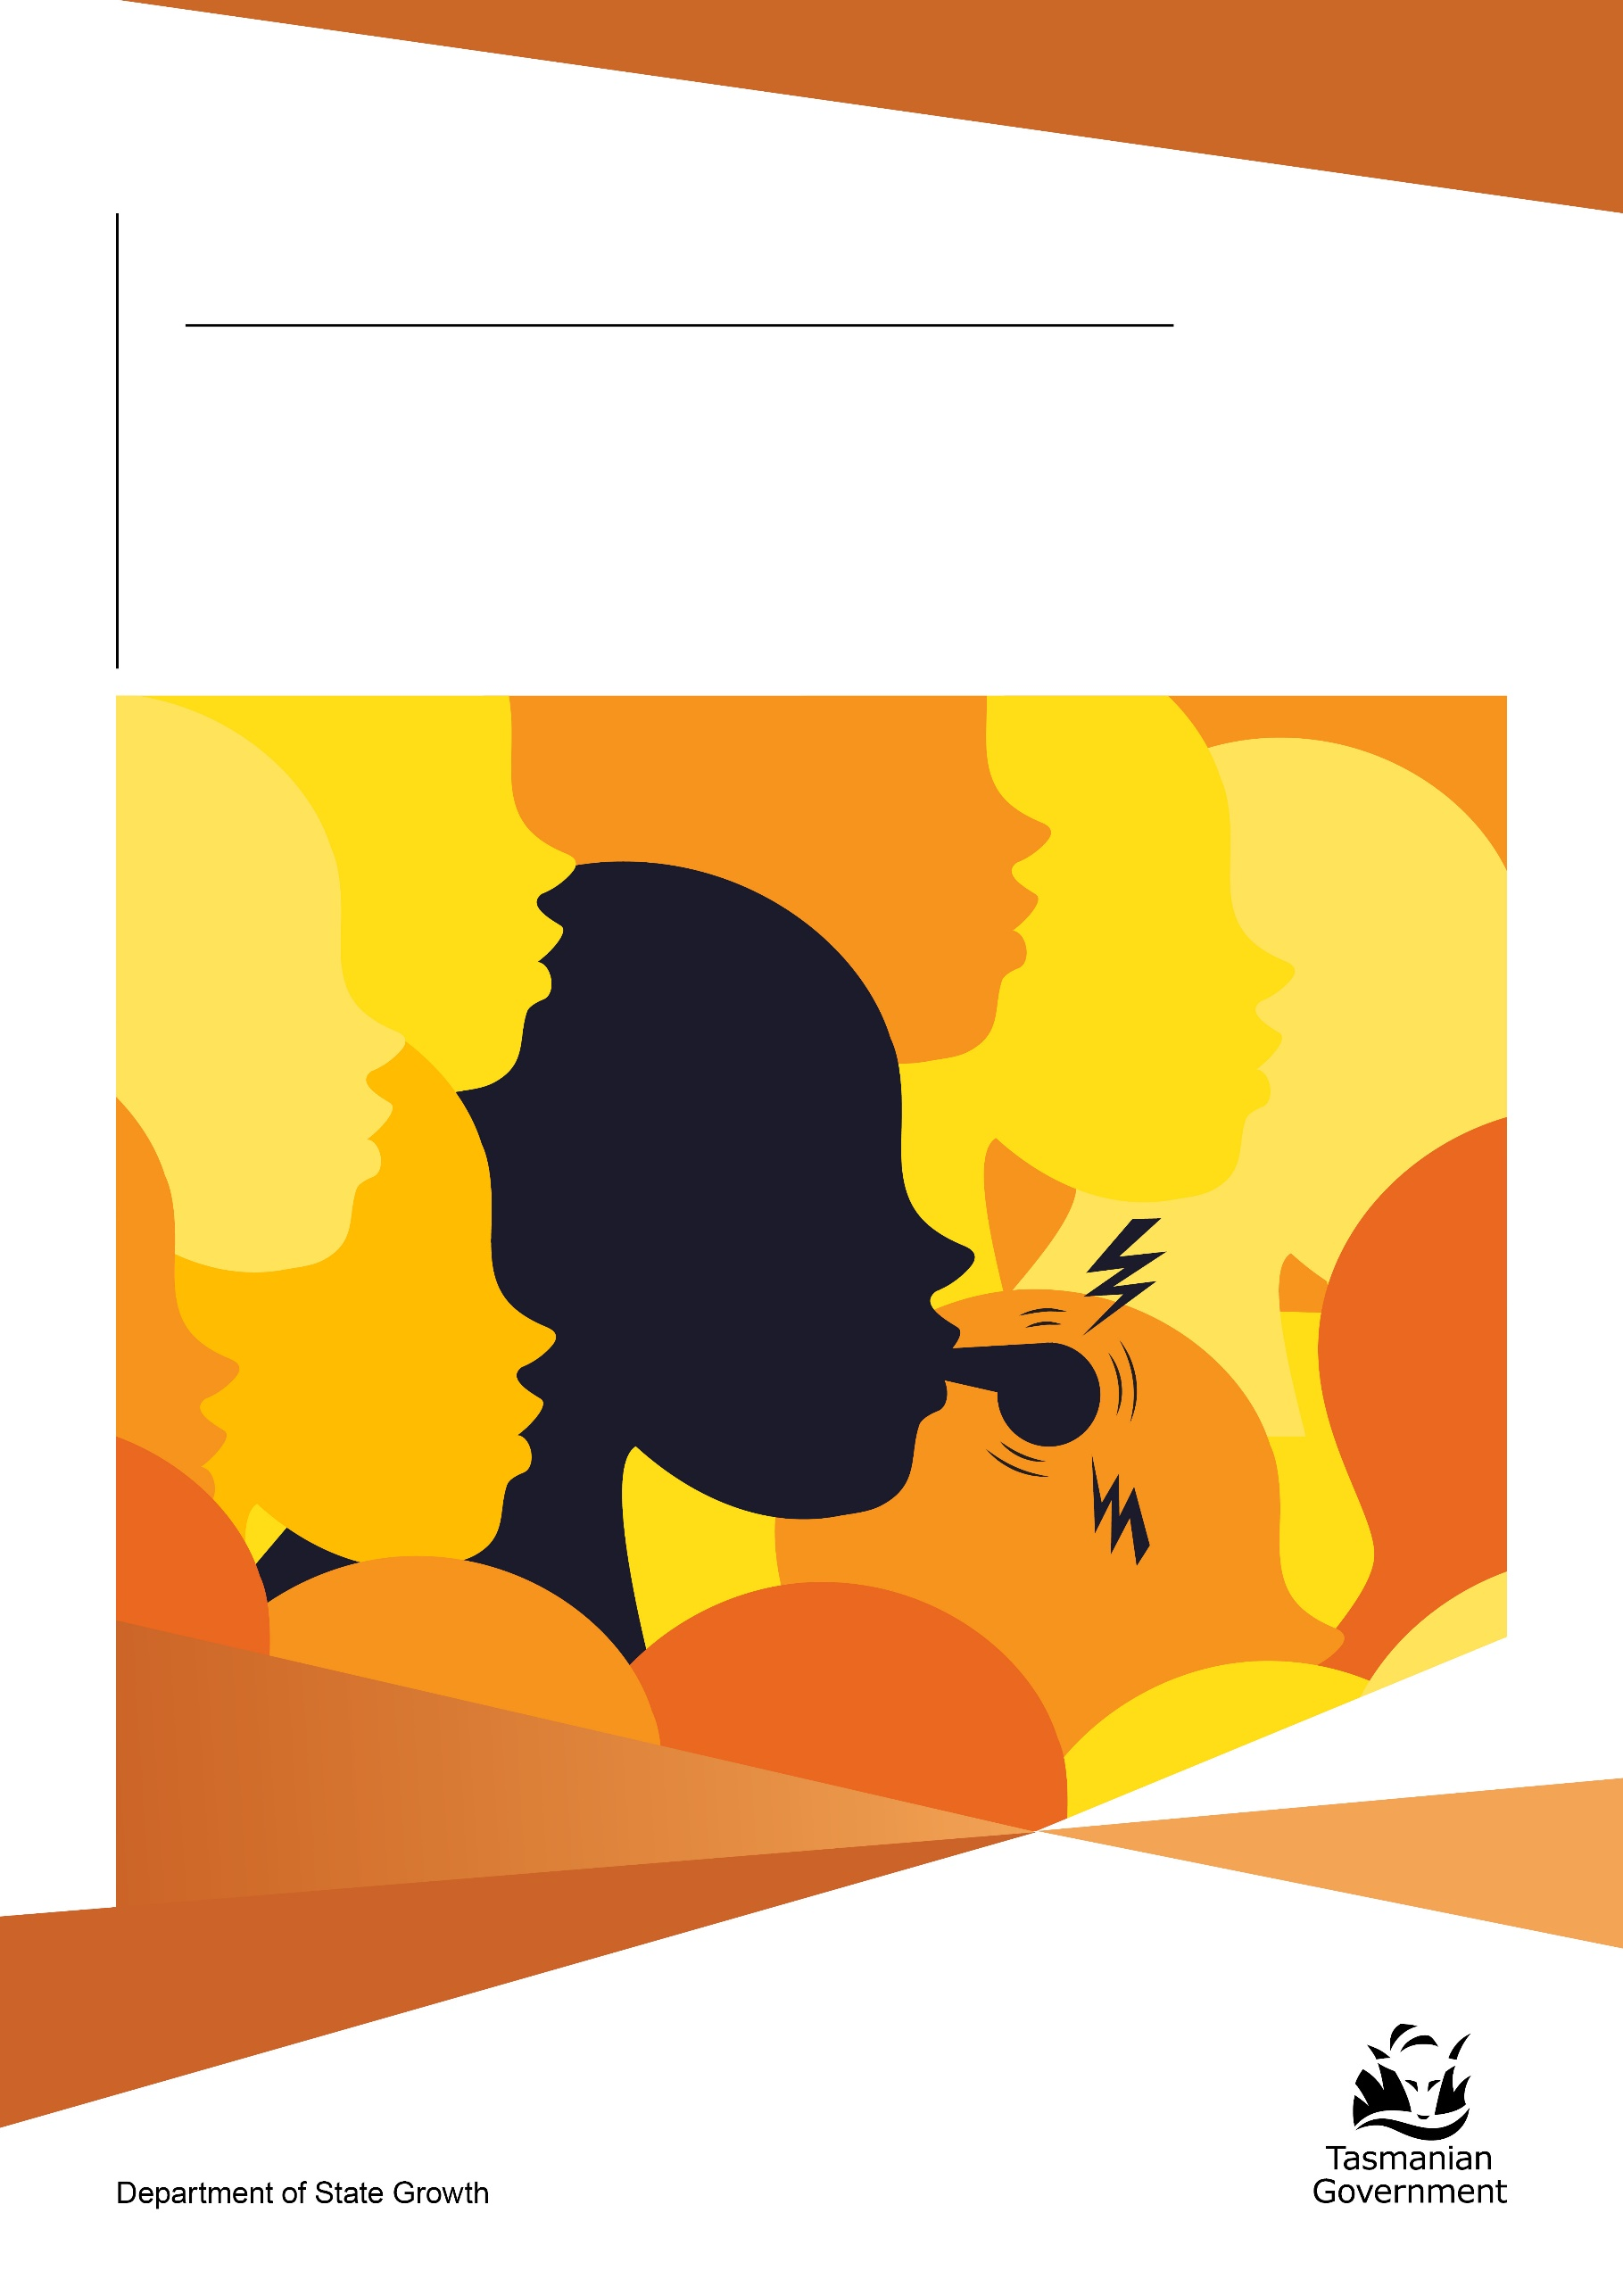 Department of State Growth
Tasmanian
Government